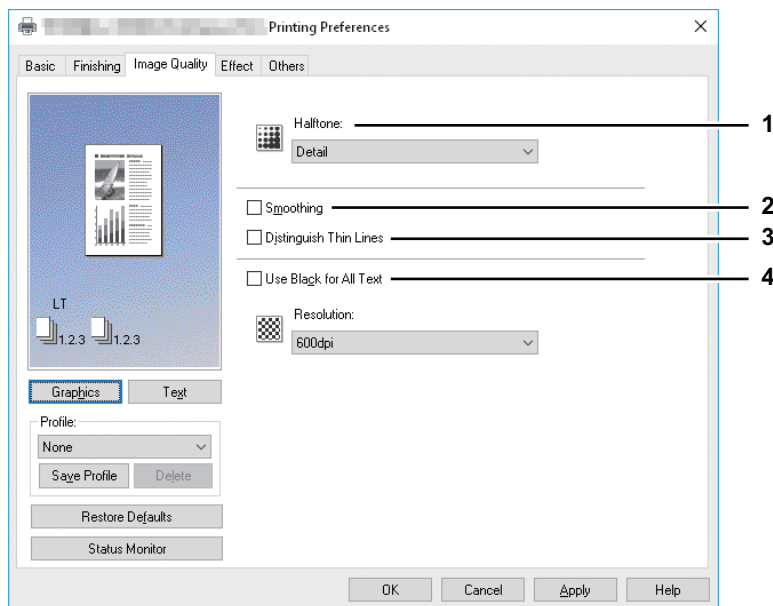 Printing Preferences
Basic Finishing Image Quality Effect Others
Halftone: 1
Detail
Smoothing 2
Distinguish Thin Lines 3
Use Black for All Text 4
LT
1.2.3 1.2.3
Resolution:
600dpi
Graphics Text
Profile:
None
Save Profile Delete
Restore Defaults
Status Monitor
OK Cancel Apply Help